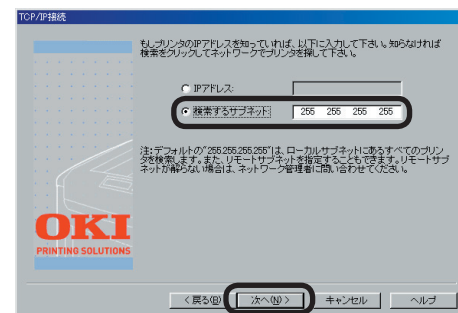 TCP/IP接続
もしプリンタのIPアドレスを知っていれば、以下に入力して下さい。知らなければ
検索をクリックしてネットワークでプリンタを探して下さい。
IPアドレス:
検索するサブネット:
255 255 255 255
注:デフォルトの"255.255.255.255"は、ローカルサブネットにあるすべてのプリン
タを検索します。また、リモートサブネットを指定することもできます。リモートサブ
ネットが解らない場合は、ネットワーク管理者に問い合わせてください。
OKI
PRINTING SOLUTIONS
< 戻る(B)
次へ(N) >
キャンセル
ヘルプ